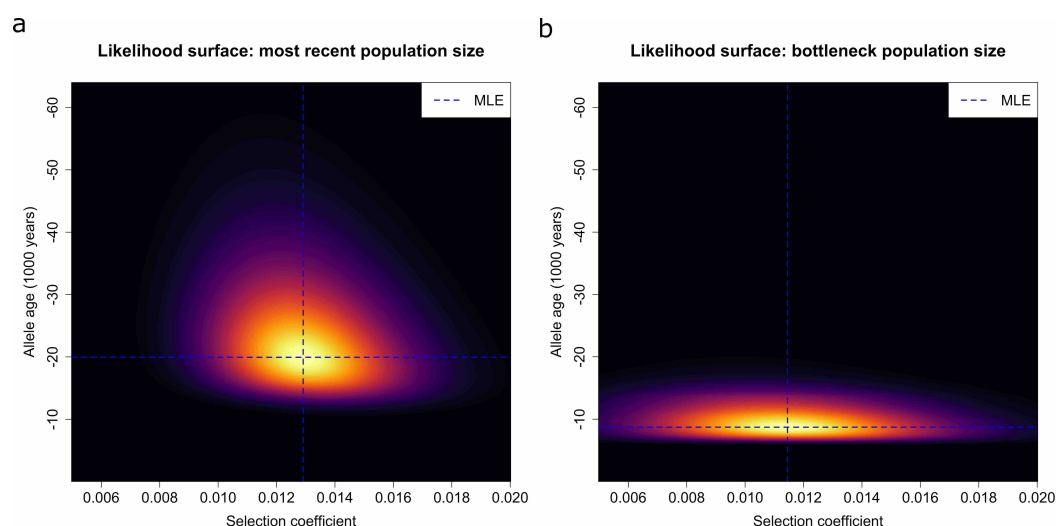 a
Likelihood surface: most recent population size
MLE
Allele age (1000 years)
-60
-50
-40
-30
-20
-10
0.006 0.008 0.010 0.012 0.014 0.016 0.018 0.020
Selection coefficient
b
Likelihood surface: bottleneck population size
MLE
Allele age (1000 years)
-60
-50
-40
-30
-20
-10
0.006 0.008 0.010 0.012 0.014 0.016 0.018 0.020
Selection coefficient